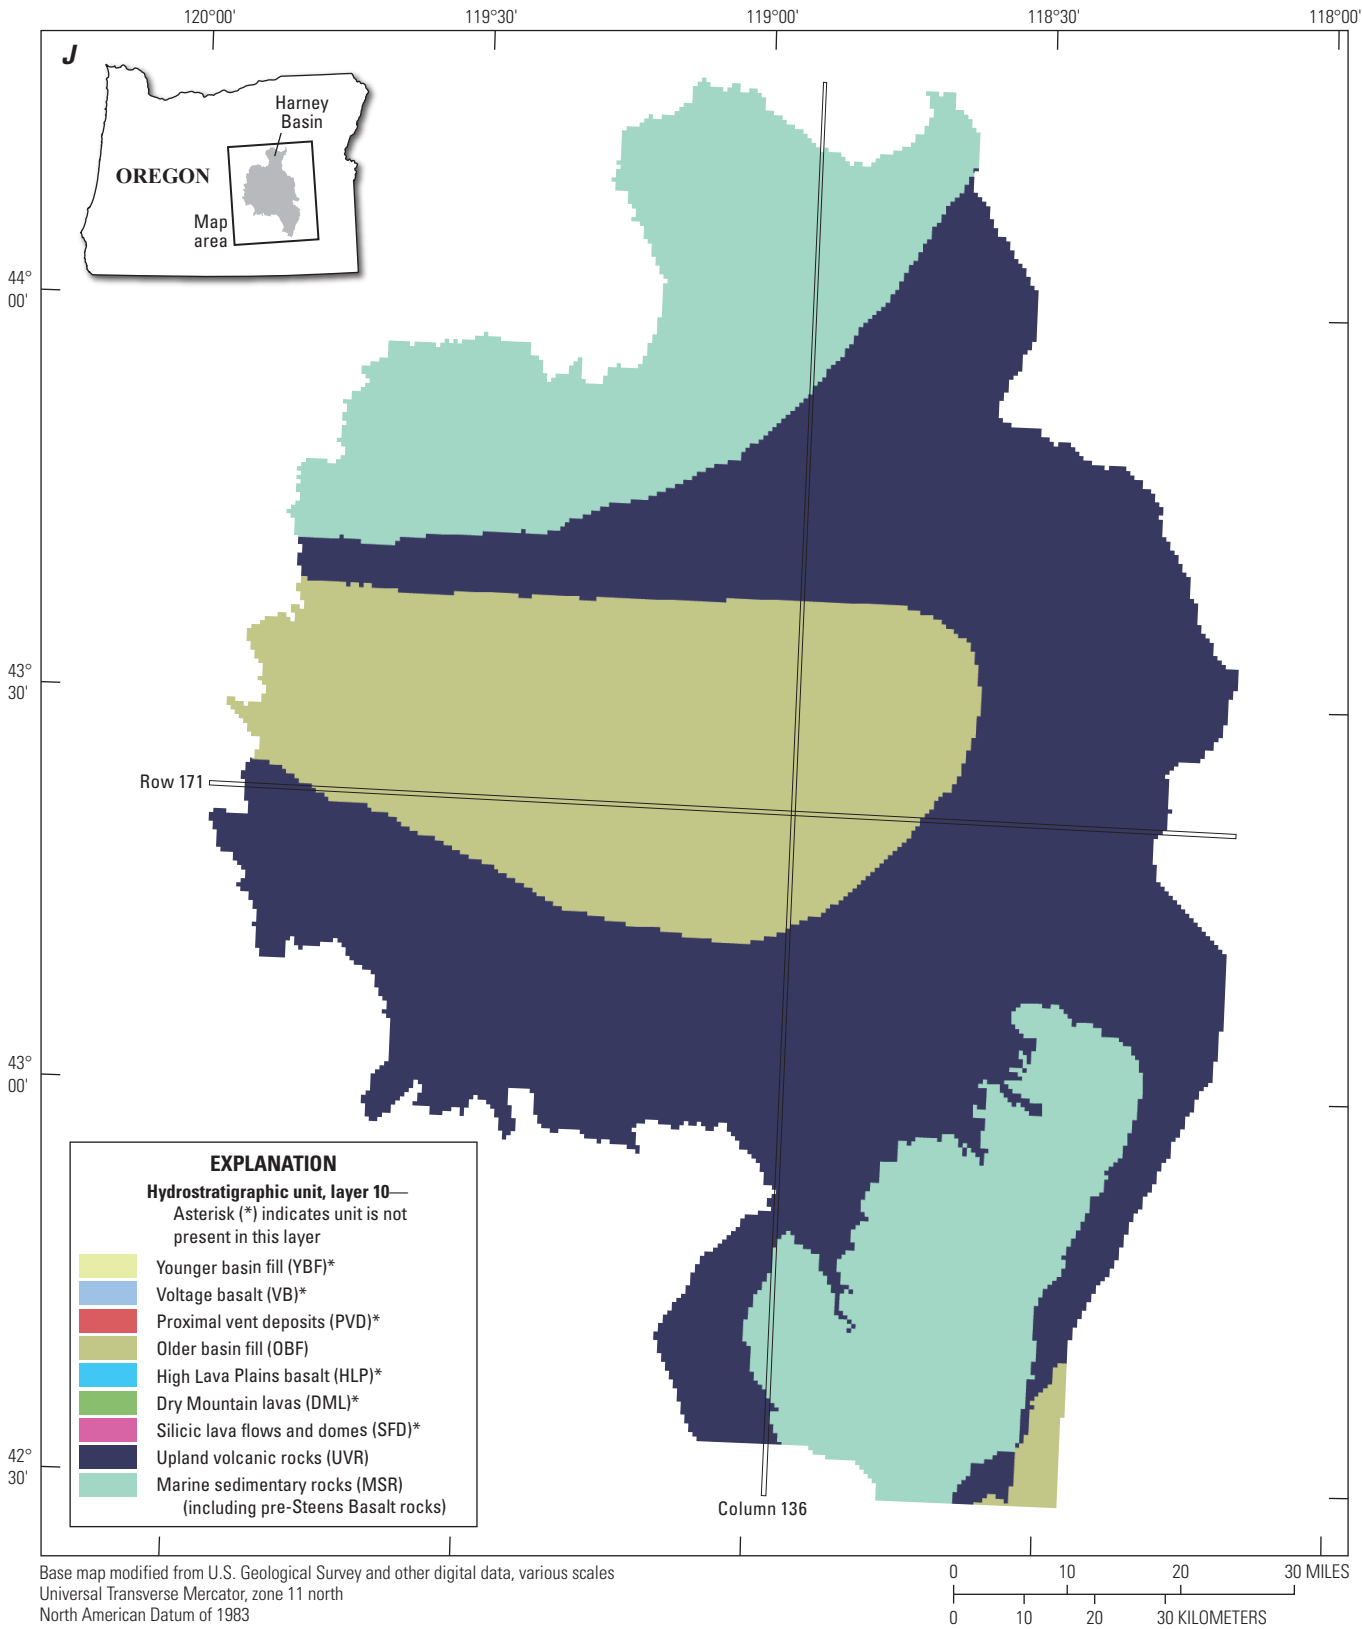 120°00'
119°30'
119°00'
118°30'
118°00'
J
Harney
Basin
OREGON
Map
area
44°
00'
43°
30'
Row 171
43°
00'
42°
30'
EXPLANATION
Hydrostratigraphic unit, layer 10—
Asterisk (*) indicates unit is not
present in this layer
Younger basin fill (YBF)*
Voltage basalt (VB)*
Proximal vent deposits (PVD)*
Older basin fill (OBF)
High Lava Plains basalt (HLP)*
Dry Mountain lavas (DML)*
Silicic lava flows and domes (SFD)*
Upland volcanic rocks (UVR)
Marine sedimentary rocks (MSR)
(including pre-Steens Basalt rocks)
Column 136
Base map modified from U.S. Geological Survey and other digital data, various scales
Universal Transverse Mercator, zone 11 north
North American Datum of 1983
0 10 20 30 MILES
0 10 20 30 KILOMETERS